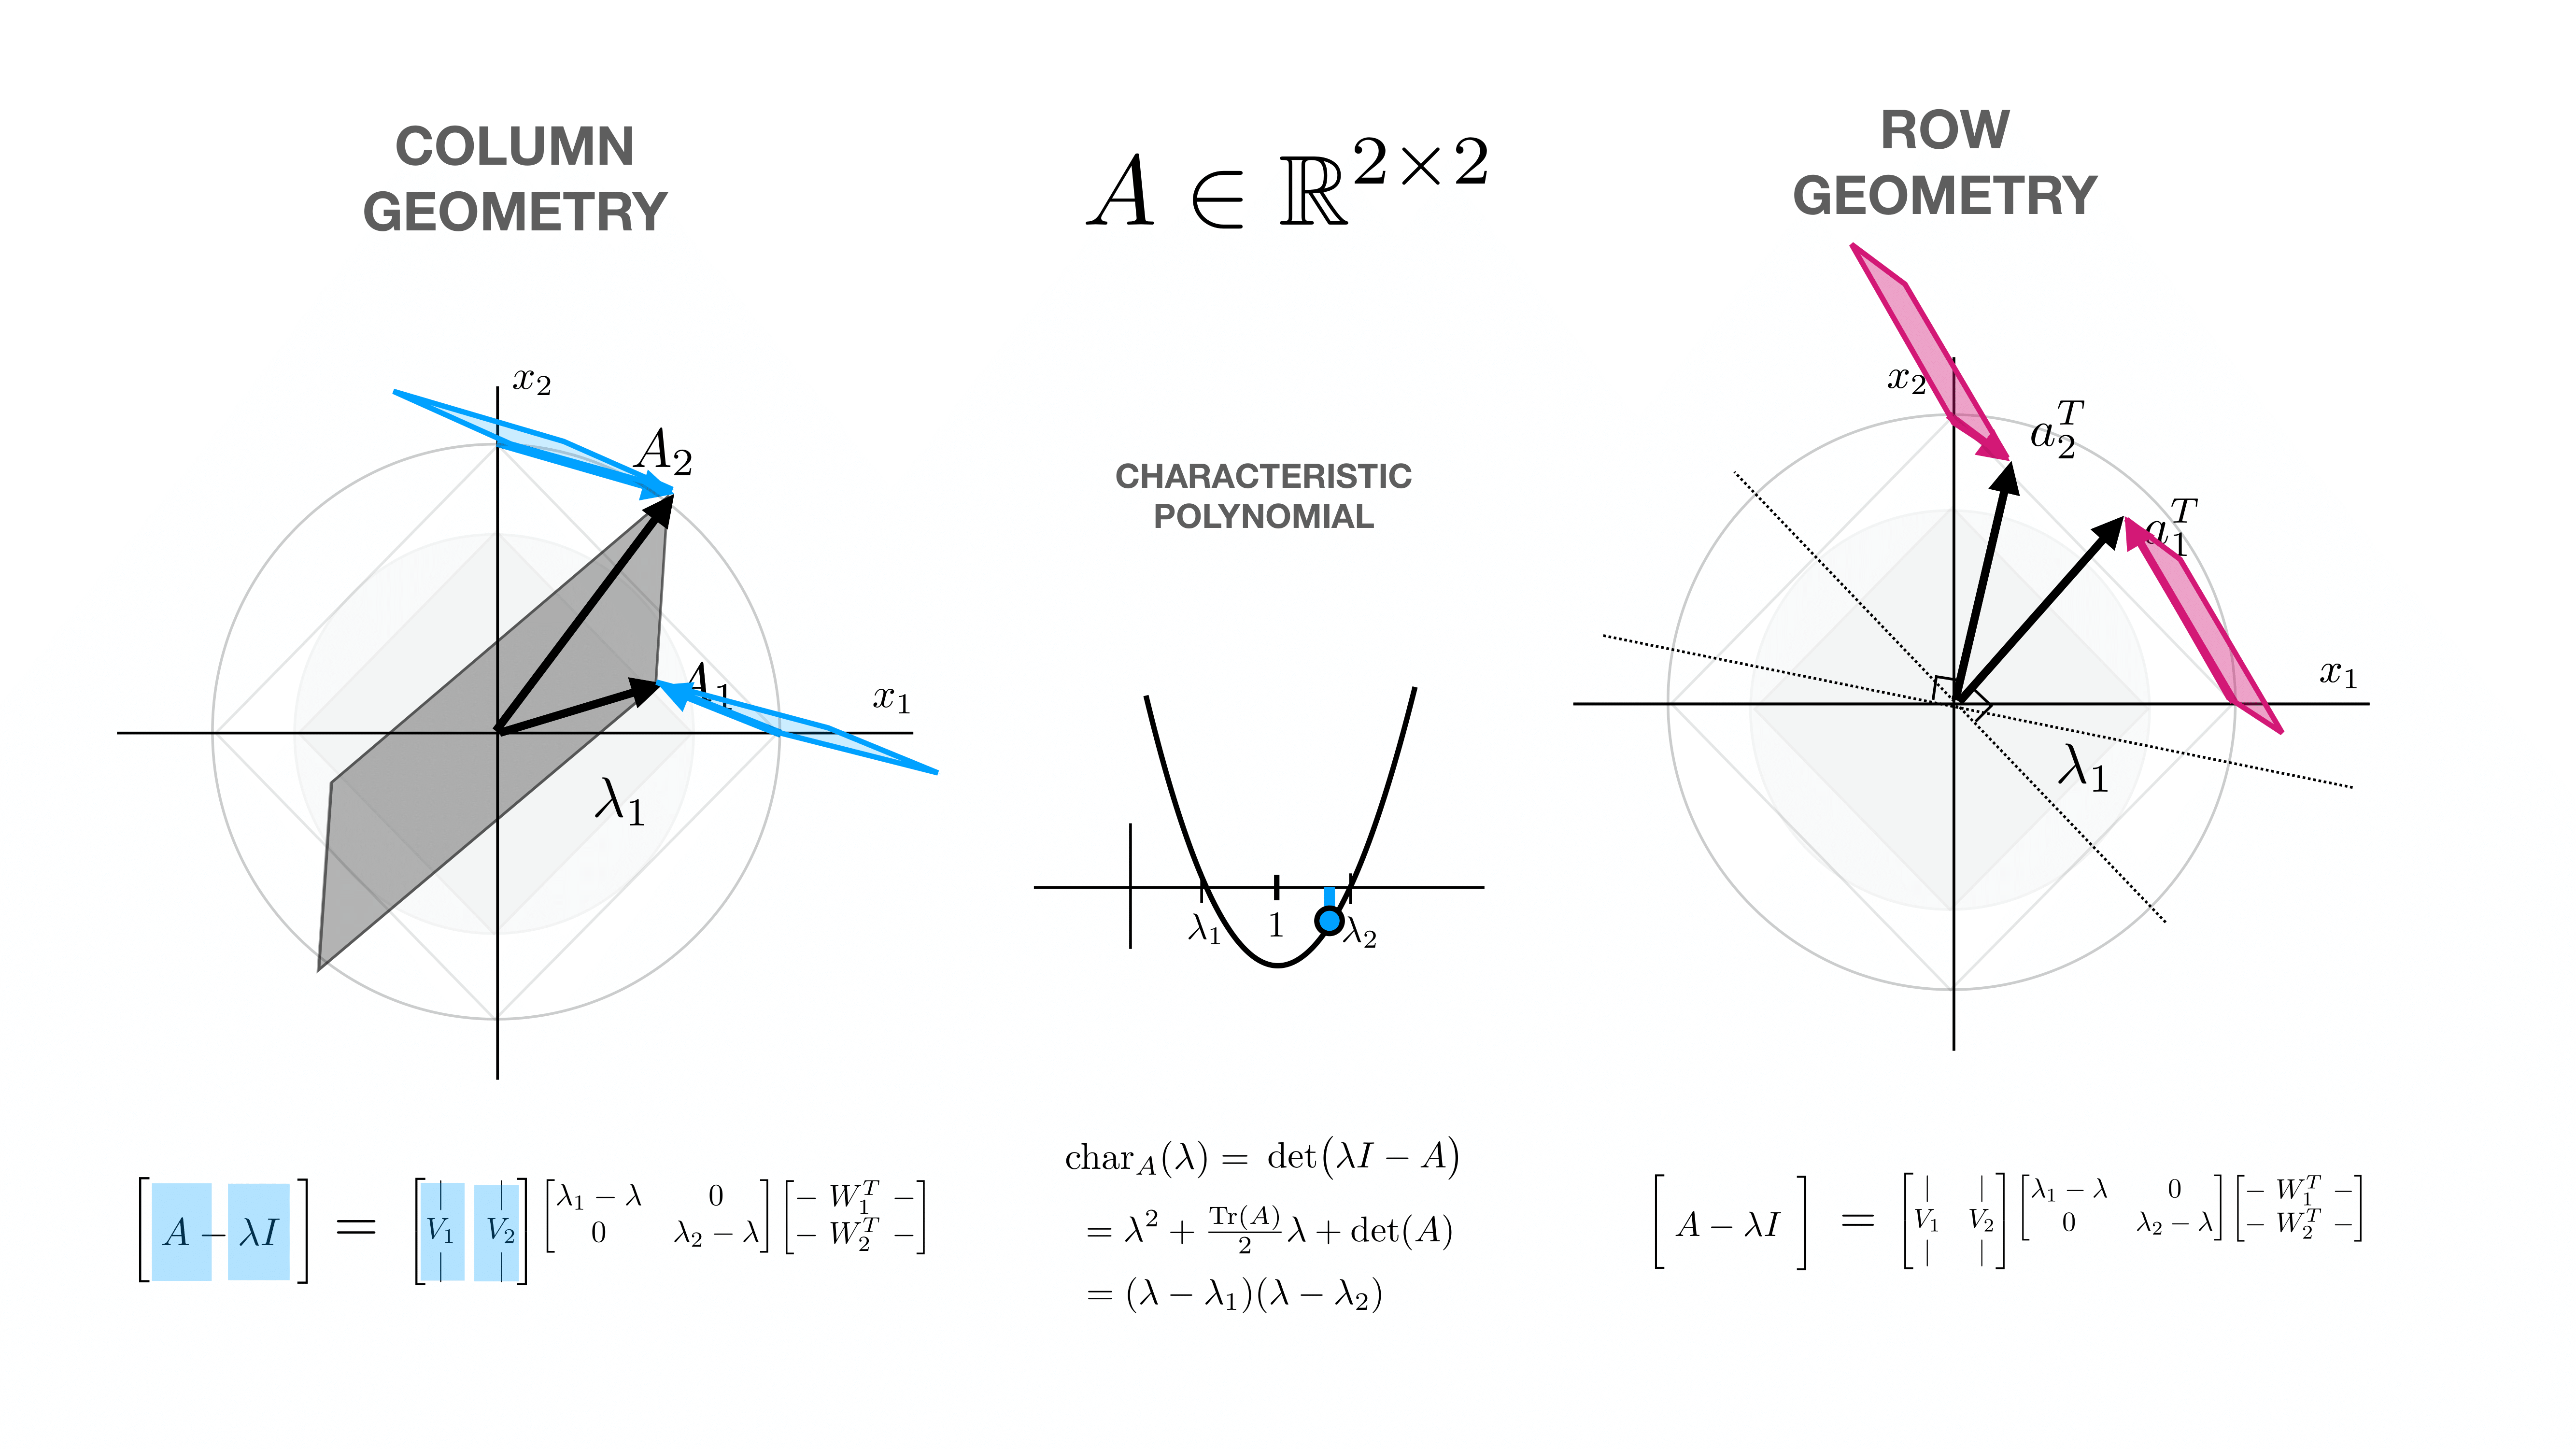 COLUMN
GEOMETRY
A ∈ ℝ^{2×2}
ROW
GEOMETRY
x_2
A_2
A_1
x_1
λ_1
CHARACTERISTIC
POLYNOMIAL
λ_1 1 λ_2
x_2
a_2^T
a_1^T
x_1
λ_1
[ A − λI ] = [ | | ; V_1 V_2 ; | | ] [ λ_1 − λ 0 ; 0 λ_2 − λ ] [ − W_1^T − ; − W_2^T − ]
char_A(λ) = det(λI − A)
= λ^2 + \frac{Tr(A)}{2}λ + det(A)
= (λ − λ_1)(λ − λ_2)
[ A − λI ] = [ | | ; V_1 V_2 ; | | ] [ λ_1 − λ 0 ; 0 λ_2 − λ ] [ − W_1^T − ; − W_2^T − ]